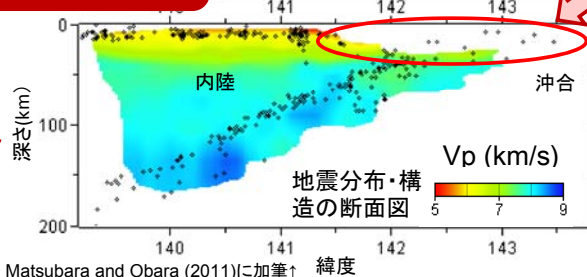 141 142 143
0
内陸
沖合
深さ(km)
100
Vp (km/s)
地震分布・構
造の断面図
5 7 9
200
140 141 142 143
Matsubara and Obara (2011)に加筆↑ 緯度